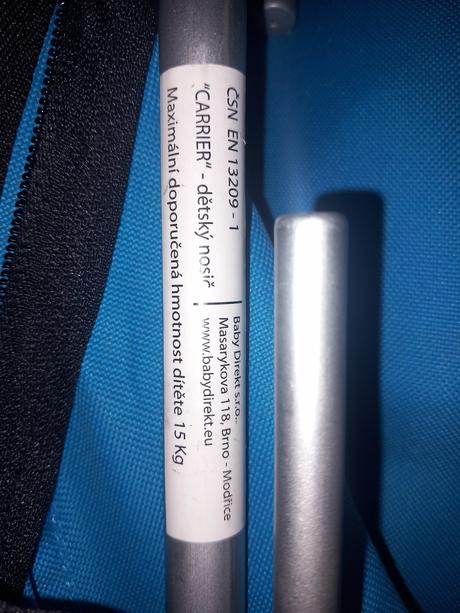 ČSN EN 13209 - 1
"CARRIER" - dětský nosič
Baby Direkt s.r.o.,
Masarykova 118, Brno - Modřice
www.babydirekt.eu
Maximální doporučená hmotnost dítěte 15 Kg